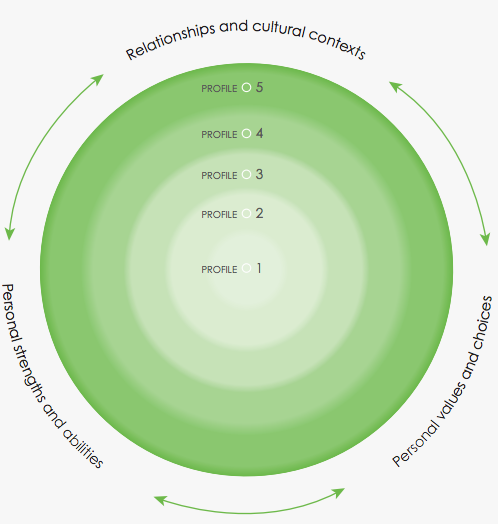 Relationships and cultural contexts
PROFILE 5
PROFILE 4
PROFILE 3
PROFILE 2
PROFILE 1
Personal strengths and abilities
Personal values and choices